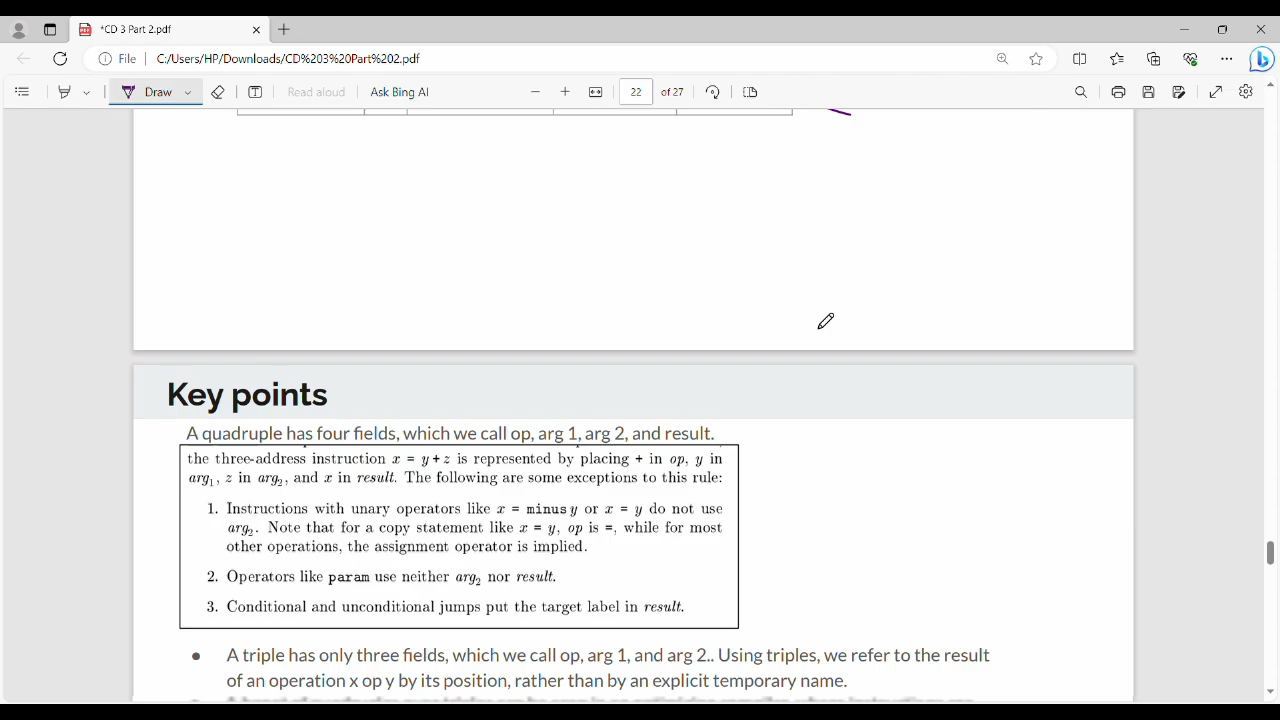 *CD 3 Part 2.pdf
File C:/Users/HP/Downloads/CD%203%20Part%202.pdf
Draw Read aloud Ask Bing AI 22 of 27
Key points
A quadruple has four fields, which we call op, arg 1, arg 2, and result.
the three-address instruction x = y + z is represented by placing + in op, y in
arg₁, z in arg₂, and x in result. The following are some exceptions to this rule:
1. Instructions with unary operators like x = minus y or x = y do not use
arg₂. Note that for a copy statement like x = y, op is =, while for most
other operations, the assignment operator is implied.
2. Operators like param use neither arg₂ nor result.
3. Conditional and unconditional jumps put the target label in result.
● A triple has only three fields, which we call op, arg 1, and arg 2.. Using triples, we refer to the result
of an operation x op y by its position, rather than by an explicit temporary name.